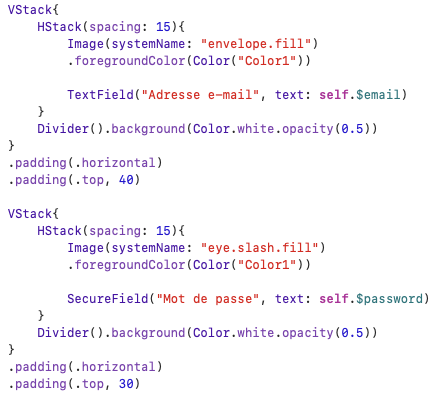 VStack{
    HStack(spacing: 15){
        Image(systemName: "envelope.fill")
        .foregroundColor(Color("Color1"))

        TextField("Adresse e-mail", text: self.$email)
    }
    Divider().background(Color.white.opacity(0.5))
}
.padding(.horizontal)
.padding(.top, 40)

VStack{
    HStack(spacing: 15){
        Image(systemName: "eye.slash.fill")
        .foregroundColor(Color("Color1"))

        SecureField("Mot de passe", text: self.$password)
    }
    Divider().background(Color.white.opacity(0.5))
}
.padding(.horizontal)
.padding(.top, 30)